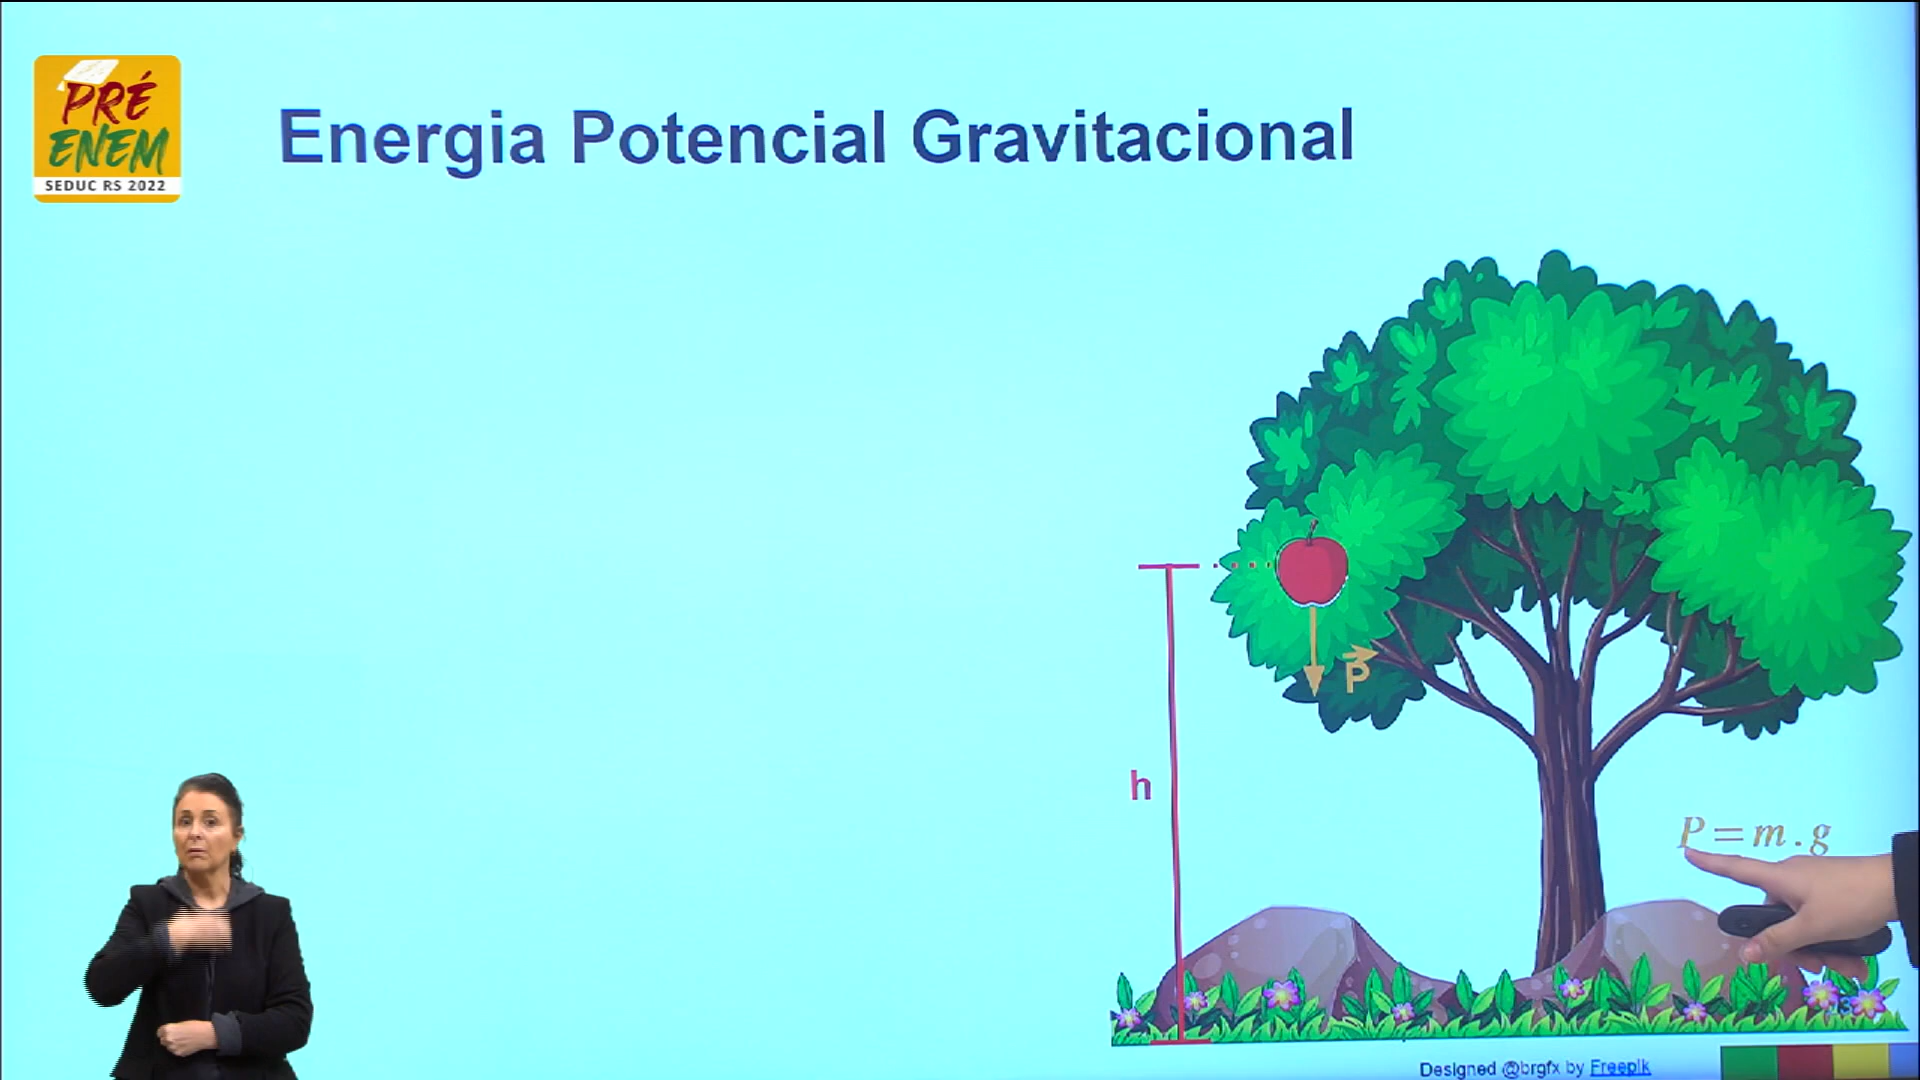 PRÉ
ENEM
SEDUC RS 2022
Energia Potencial Gravitacional
P
h
P = m . g
Designed @brgfx by Freepik